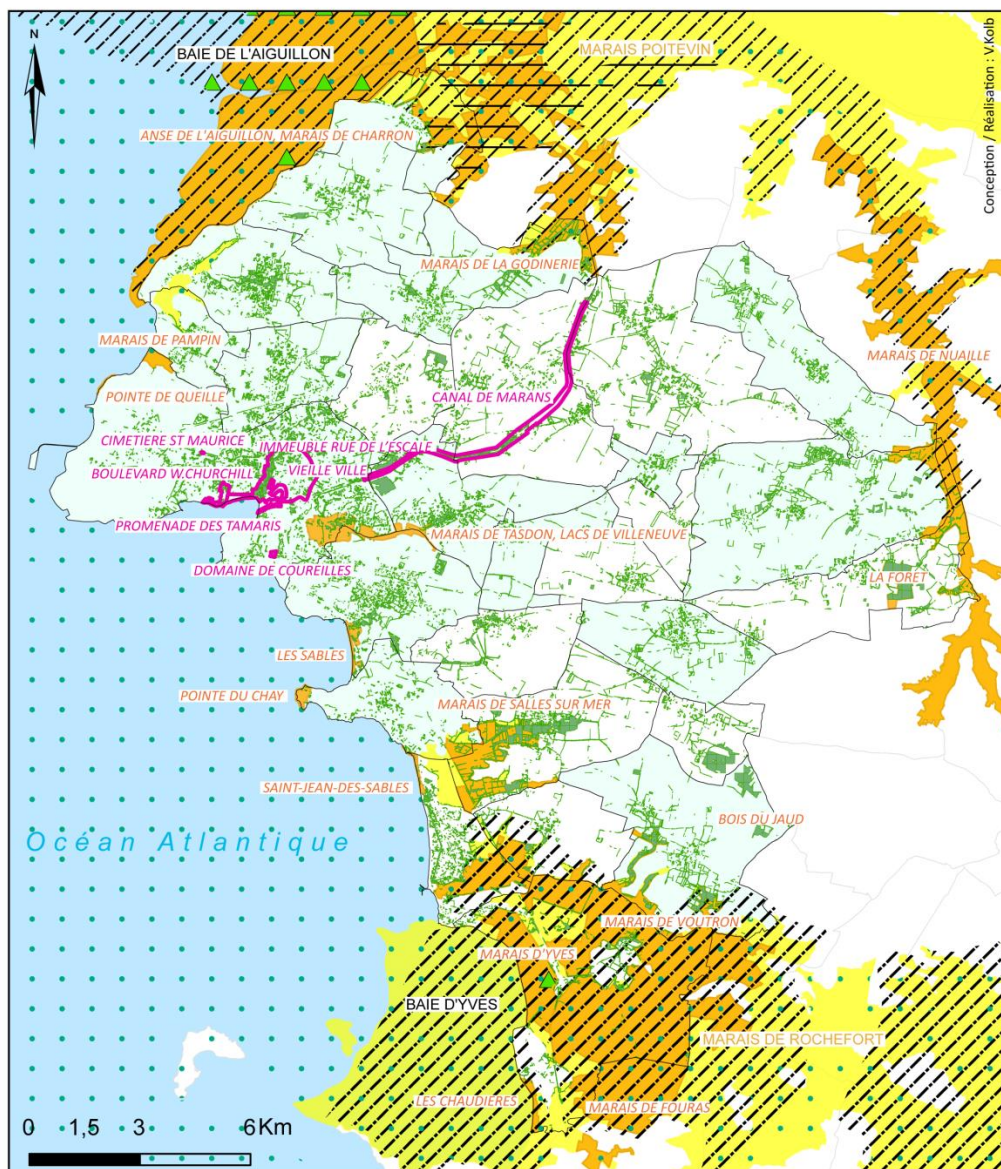 Conception / Réalisation : V.Kolb
N
BAIE DE L'AIGUILLON
MARAIS POITEVIN
ANSE DE L'AIGUILLON, MARAIS DE CHARRON
MARAIS DE LA GODINERIE
MARAIS DE PAMPIN
MARAIS DE NUAILLE
POINTE DE QUEILLE
CANAL DE MARANS
CIMETIERE ST MAURICE
IMMEUBLE RUE DE L'ESCALE
BOULEVARD W.CHURCHILL
VIEILLE VILLE
PROMENADE DES TAMARIS
MARAIS DE TASDON, LACS DE VILLENEUVE
DOMAINE DE COUREILLES
LA FORET
LES SABLES
POINTE DU CHAY
MARAIS DE SALLES SUR MER
SAINT-JEAN-DES-SABLES
BOIS DU JAUD
Océan Atlantique
MARAIS DE VOUTRON
MARAIS D'YVES
BAIE D'YVES
MARAIS DE ROCHEFORT
LES CHAUDIERES
MARAIS DE FOURAS
0 1,5 3 6 Km